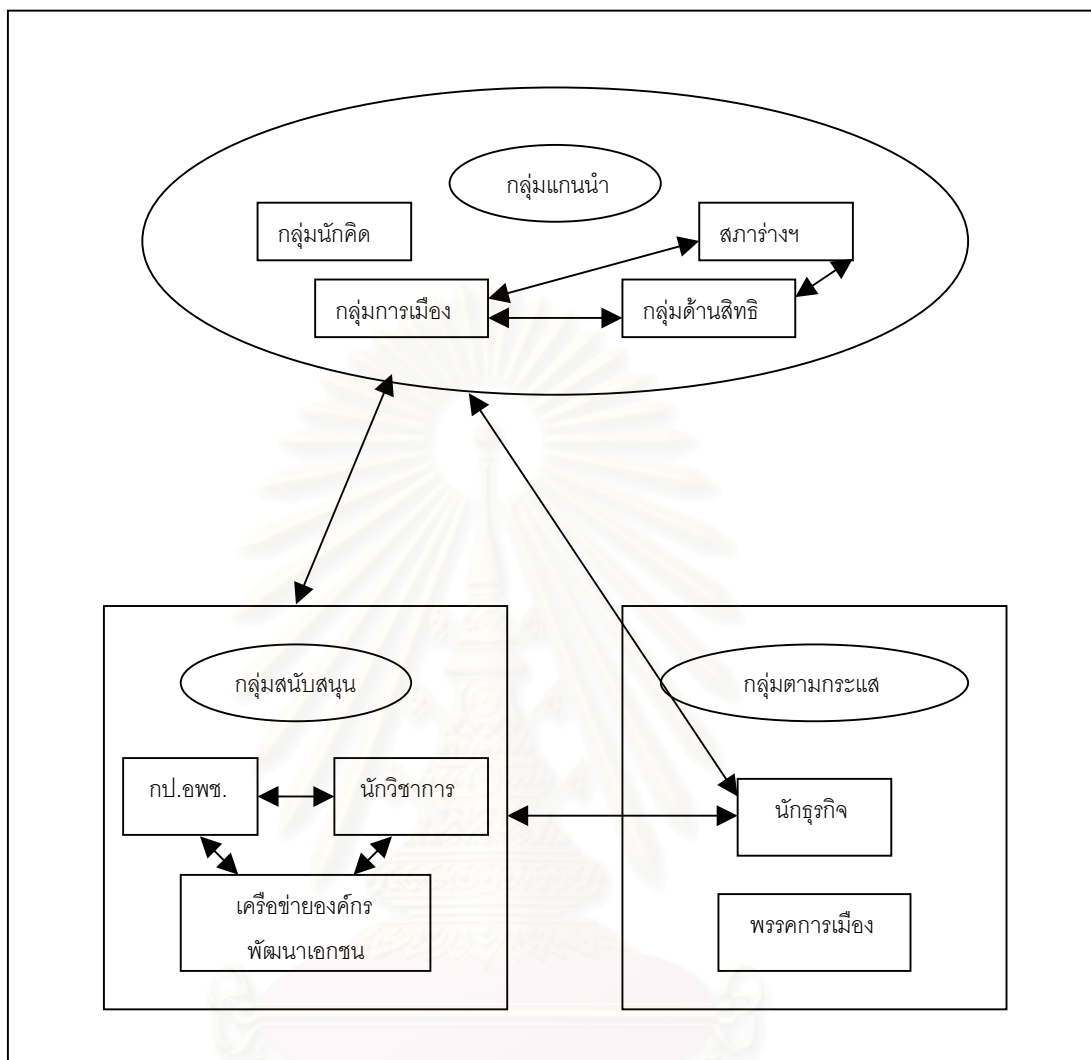 กลุ่มแกนนำ
กลุ่มนักคิด
สภาร่างฯ
กลุ่มการเมือง
กลุ่มด้านสิทธิ
กลุ่มสนับสนุน
กลุ่มตามกระแส
กป.อพช.
นักวิชาการ
นักธุรกิจ
เครือข่ายองค์กร
พัฒนาเอกชน
พรรคการเมือง